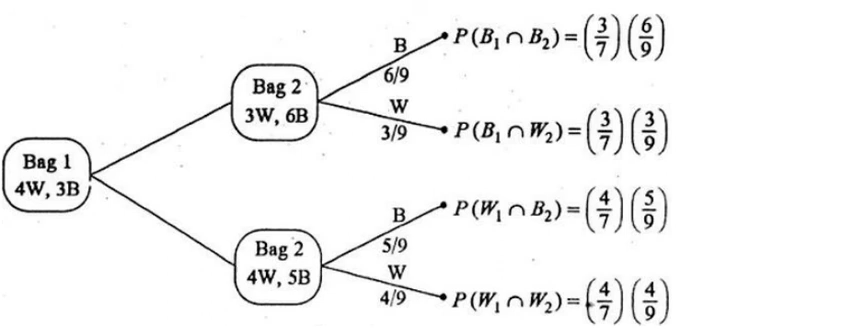 B
P(B₁ ∩ B₂) = (3/7)(6/9)
6/9
Bag 2
3W, 6B
W
3/9
P(B₁ ∩ W₂) = (3/7)(3/9)
Bag 1
4W, 3B
B
P(W₁ ∩ B₂) = (4/7)(5/9)
5/9
Bag 2
4W, 5B
W
4/9
P(W₁ ∩ W₂) = (4/7)(4/9)